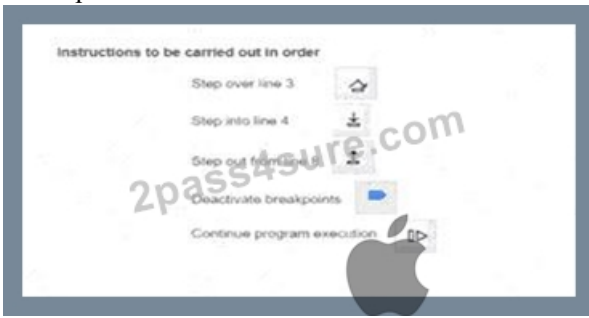 Instructions to be carried out in order
Step over line 3
Step into line 4
Step out from line
Deactivate breakpoints
Continue program execution
2pass4sure.com